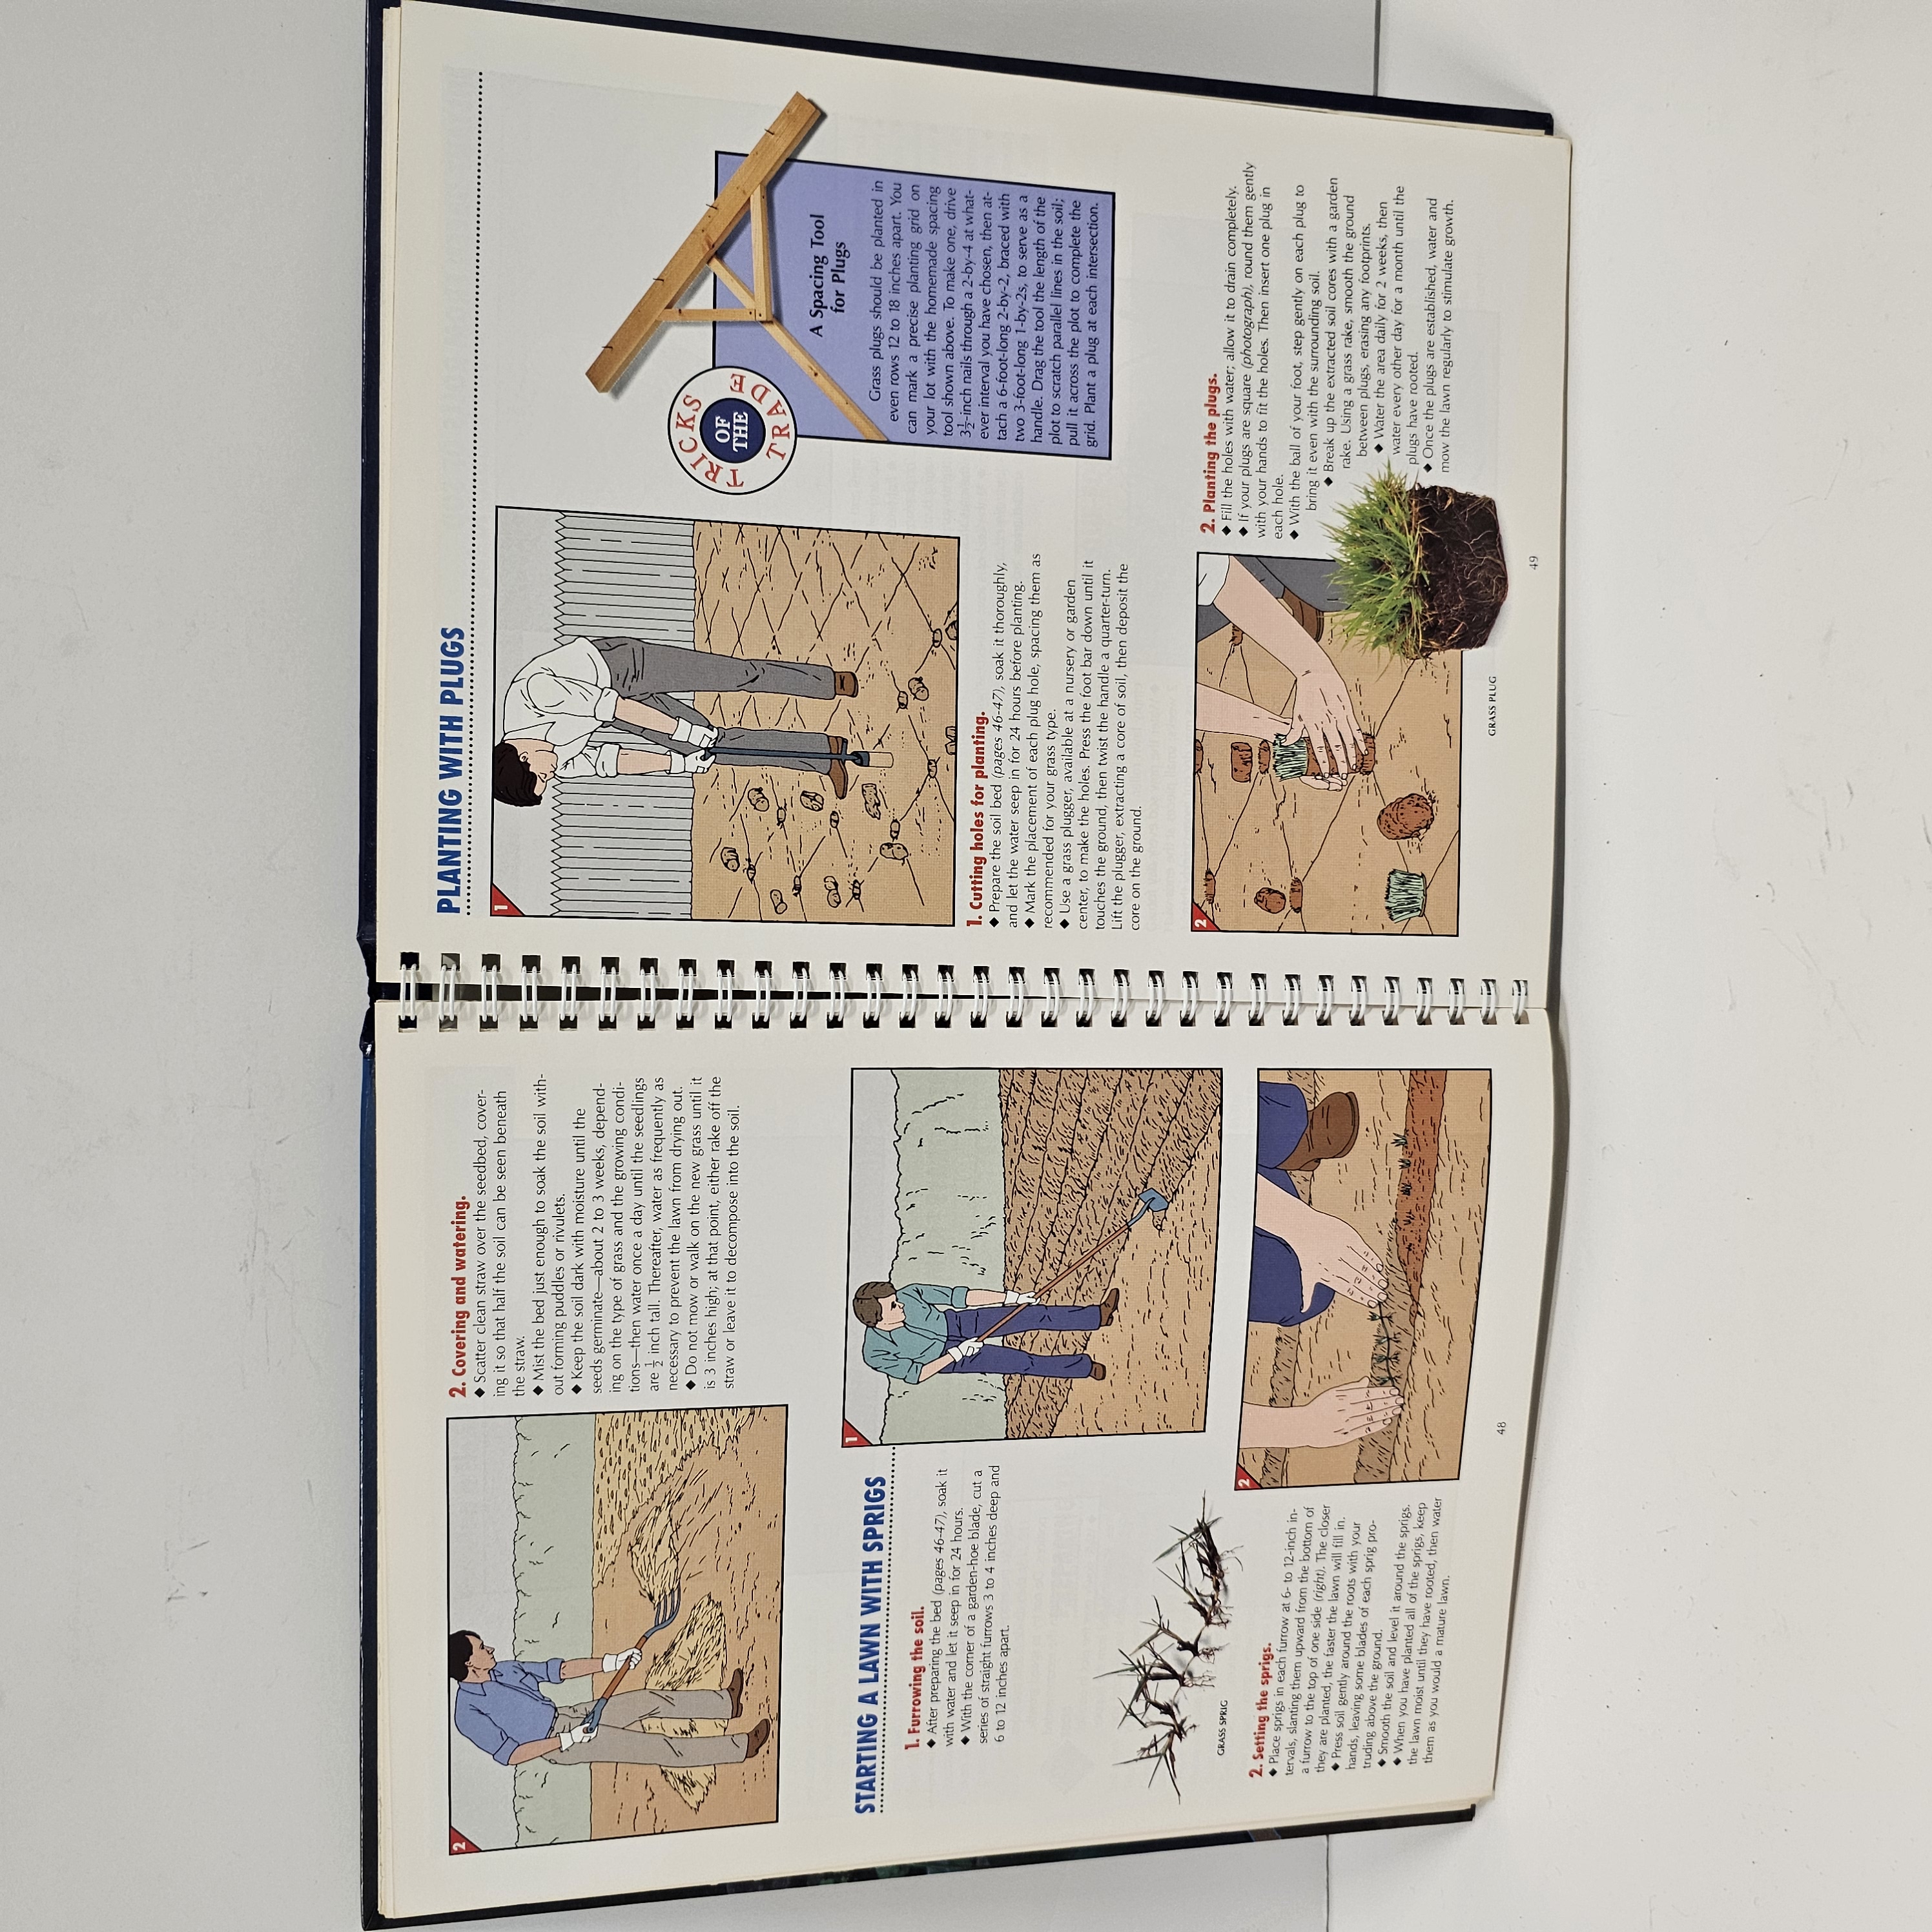 2
2. Covering and watering.
◆ Scatter clean straw over the seedbed, cover-
ing it so that half the soil can be seen beneath
the straw.
◆ Mist the bed just enough to soak the soil with-
out forming puddles or rivulets.
◆ Keep the soil dark with moisture until the
seeds germinate—about 2 to 3 weeks, depend-
ing on the type of grass and the growing condi-
tions—then water once a day until the seedlings
are ½ inch tall. Thereafter, water as frequently as
necessary to prevent the lawn from drying out.
◆ Do not mow or walk on the new grass until it
is 3 inches high; at that point, either rake off the
straw or leave it to decompose into the soil.
STARTING A LAWN WITH SPRIGS
1
1. Furrowing the soil.
◆ After preparing the bed (pages 46-47), soak it
with water and let it seep in for 24 hours.
◆ With the corner of a garden-hoe blade, cut a
series of straight furrows 3 to 4 inches deep and
6 to 12 inches apart.
GRASS SPRIG
2
2. Setting the sprigs.
◆ Place sprigs in each furrow at 6- to 12-inch in-
tervals, slanting them upward from the bottom of
a furrow to the top of one side (right). The closer
they are planted, the faster the lawn will fill in.
◆ Press soil gently around the roots with your
hands, leaving some blades of each sprig pro-
truding above the ground.
◆ Smooth the soil and level it around the sprigs.
◆ When you have planted all of the sprigs, keep
the lawn moist until they have rooted, then water
them as you would a mature lawn.
48
PLANTING WITH PLUGS
1
1. Cutting holes for planting.
◆ Prepare the soil bed (pages 46-47), soak it thoroughly,
and let the water seep in for 24 hours before planting.
◆ Mark the placement of each plug hole, spacing them as
recommended for your grass type.
◆ Use a grass plugger, available at a nursery or garden
center, to make the holes. Press the foot bar down until it
touches the ground, then twist the handle a quarter-turn.
Lift the plugger, extracting a core of soil, then deposit the
core on the ground.
TRICKS
OF
THE
TRADE
A Spacing Tool
for Plugs
Grass plugs should be planted in
even rows 12 to 18 inches apart. You
can mark a precise planting grid on
your lot with the homemade spacing
tool shown above. To make one, drive
3½-inch nails through a 2-by-4 at what-
ever interval you have chosen, then at-
tach a 6-foot-long 2-by-2, braced with
two 3-foot-long 1-by-2s, to serve as a
handle. Drag the tool the length of the
plot to scratch parallel lines in the soil;
pull it across the plot to complete the
grid. Plant a plug at each intersection.
2
2. Planting the plugs.
◆ Fill the holes with water; allow it to drain completely.
◆ If your plugs are square (photograph), round them gently
with your hands to fit the holes. Then insert one plug in
each hole.
◆ With the ball of your foot, step gently on each plug to
bring it even with the surrounding soil.
◆ Break up the extracted soil cores with a garden
rake. Using a grass rake, smooth the ground
between plugs, erasing any footprints.
◆ Water the area daily for 2 weeks, then
water every other day for a month until the
plugs have rooted.
◆ Once the plugs are established, water and
mow the lawn regularly to stimulate growth.
GRASS PLUG
49